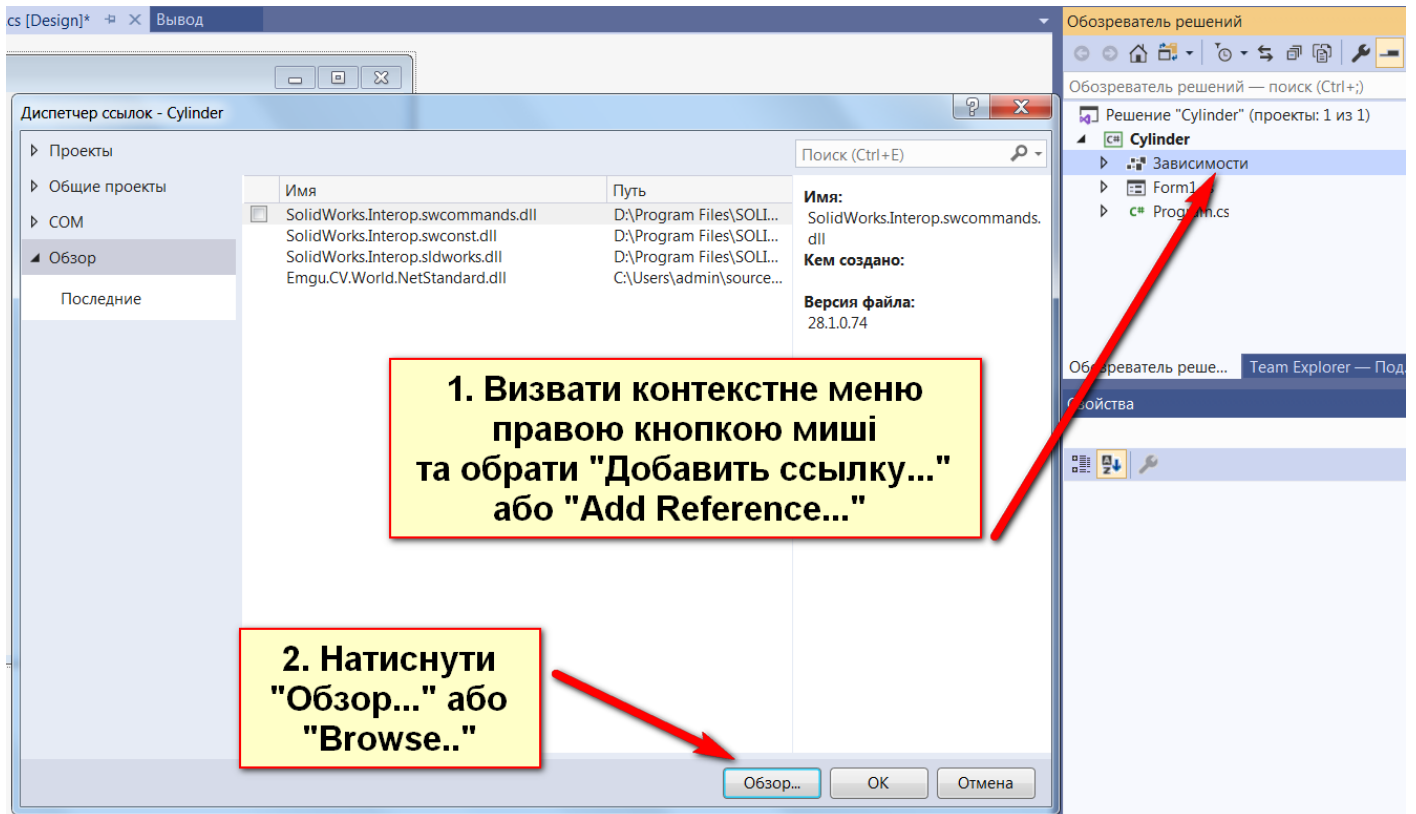 cs [Design]*
Вывод
Обозреватель решений
Обозреватель решений — поиск (Ctrl+;)
Решение "Cylinder" (проекты: 1 из 1)
C# Cylinder
Зависимости
Form1
C# Program.cs
Диспетчер ссылок - Cylinder
Проекты
Общие проекты
COM
Обзор
Последние
Имя Путь
SolidWorks.Interop.swcommands.dll D:\Program Files\SOLI...
SolidWorks.Interop.swconst.dll D:\Program Files\SOLI...
SolidWorks.Interop.sldworks.dll D:\Program Files\SOLI...
Emgu.CV.World.NetStandard.dll C:\Users\admin\source...
Поиск (Ctrl+E)
Имя:
SolidWorks.Interop.swcommands.
dll
Кем создано:
Версия файла:
28.1.0.74
1. Визвати контекстне меню
правою кнопкою миші
та обрати "Добавить ссылку..."
або "Add Reference..."
2. Натиснути
"Обзор..." або
"Browse.."
Обзор...
OK
Отмена
Обозреватель реше...
Team Explorer — Под
Свойства